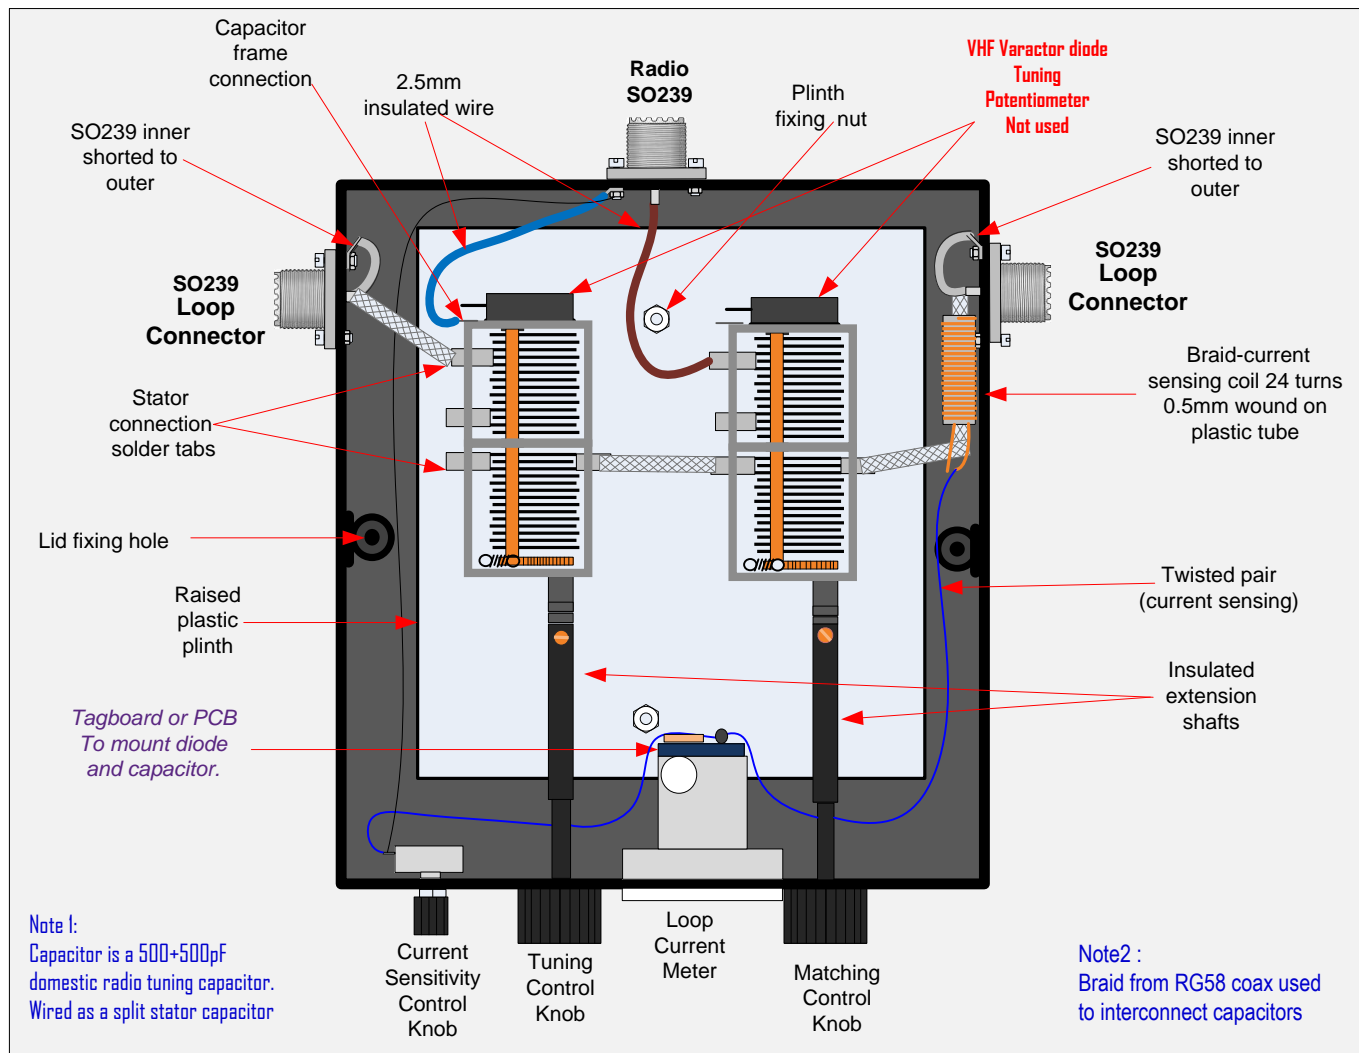 Capacitor
frame
connection
2.5mm
insulated wire
Radio
SO239
Plinth
fixing nut
VHF Varactor diode
Tuning
Potentiometer
Not used
SO239 inner
shorted to
outer
SO239 inner
shorted to
outer
SO239
Loop
Connector
SO239
Loop
Connector
Stator
connection
solder tabs
Braid-current
sensing coil 24 turns
0.5mm wound on
plastic tube
Lid fixing hole
Raised
plastic
plinth
Twisted pair
(current sensing)
Insulated
extension
shafts
Tagboard or PCB
To mount diode
and capacitor.
Note 1:
Capacitor is a 500+500pF
domestic radio tuning capacitor.
Wired as a split stator capacitor
Current
Sensitivity
Control
Knob
Tuning
Control
Knob
Loop
Current
Meter
Matching
Control
Knob
Note2 :
Braid from RG58 coax used
to interconnect capacitors